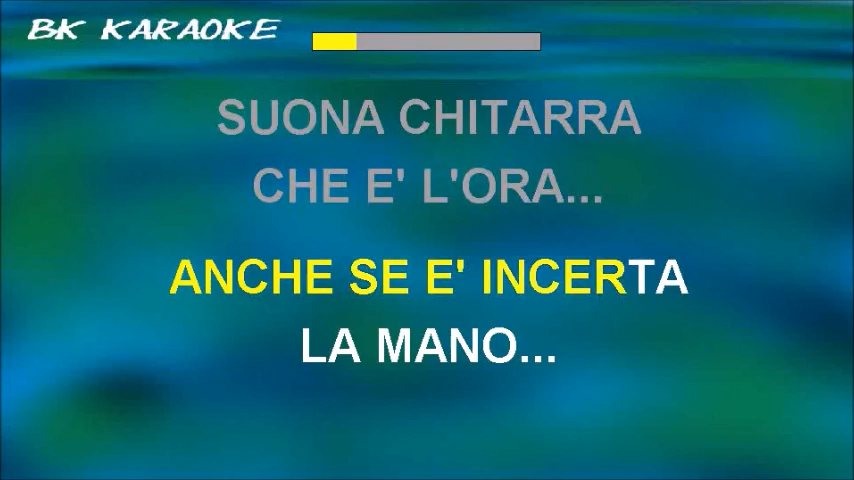 BK KARAOKE
SUONA CHITARRA
CHE E' L'ORA...
ANCHE SE E' INCERTA
LA MANO...